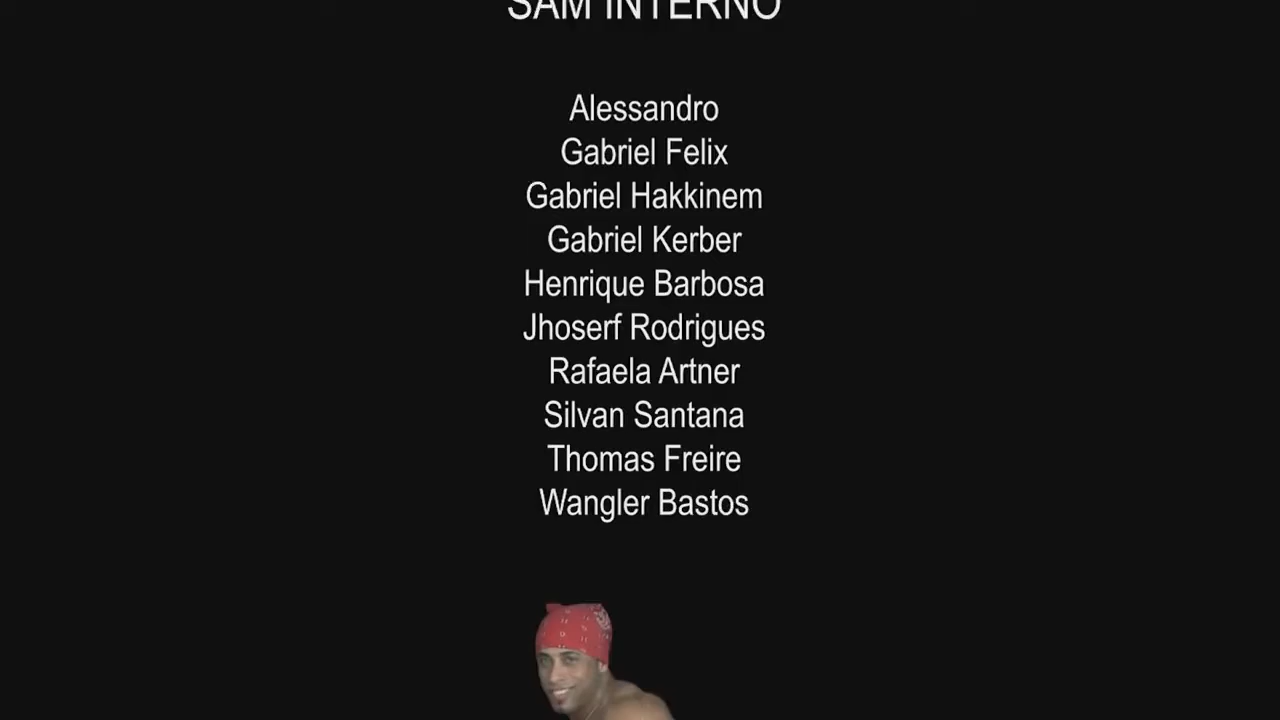 SAM INTERNO
Alessandro
Gabriel Felix
Gabriel Hakkinem
Gabriel Kerber
Henrique Barbosa
Jhoserf Rodrigues
Rafaela Artner
Silvan Santana
Thomas Freire
Wangler Bastos